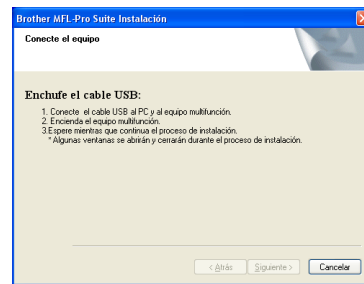 Brother MFL-Pro Suite Instalación
Conecte el equipo
Enchufe el cable USB:
1. Conecte el cable USB al PC y al equipo multifunción.
2. Encienda el equipo multifunción.
3.Espere mientras que continua el proceso de instalación.
* Algunas ventanas se abrirán y cerrarán durante el proceso de instalación.
< Atrás Siguiente > Cancelar